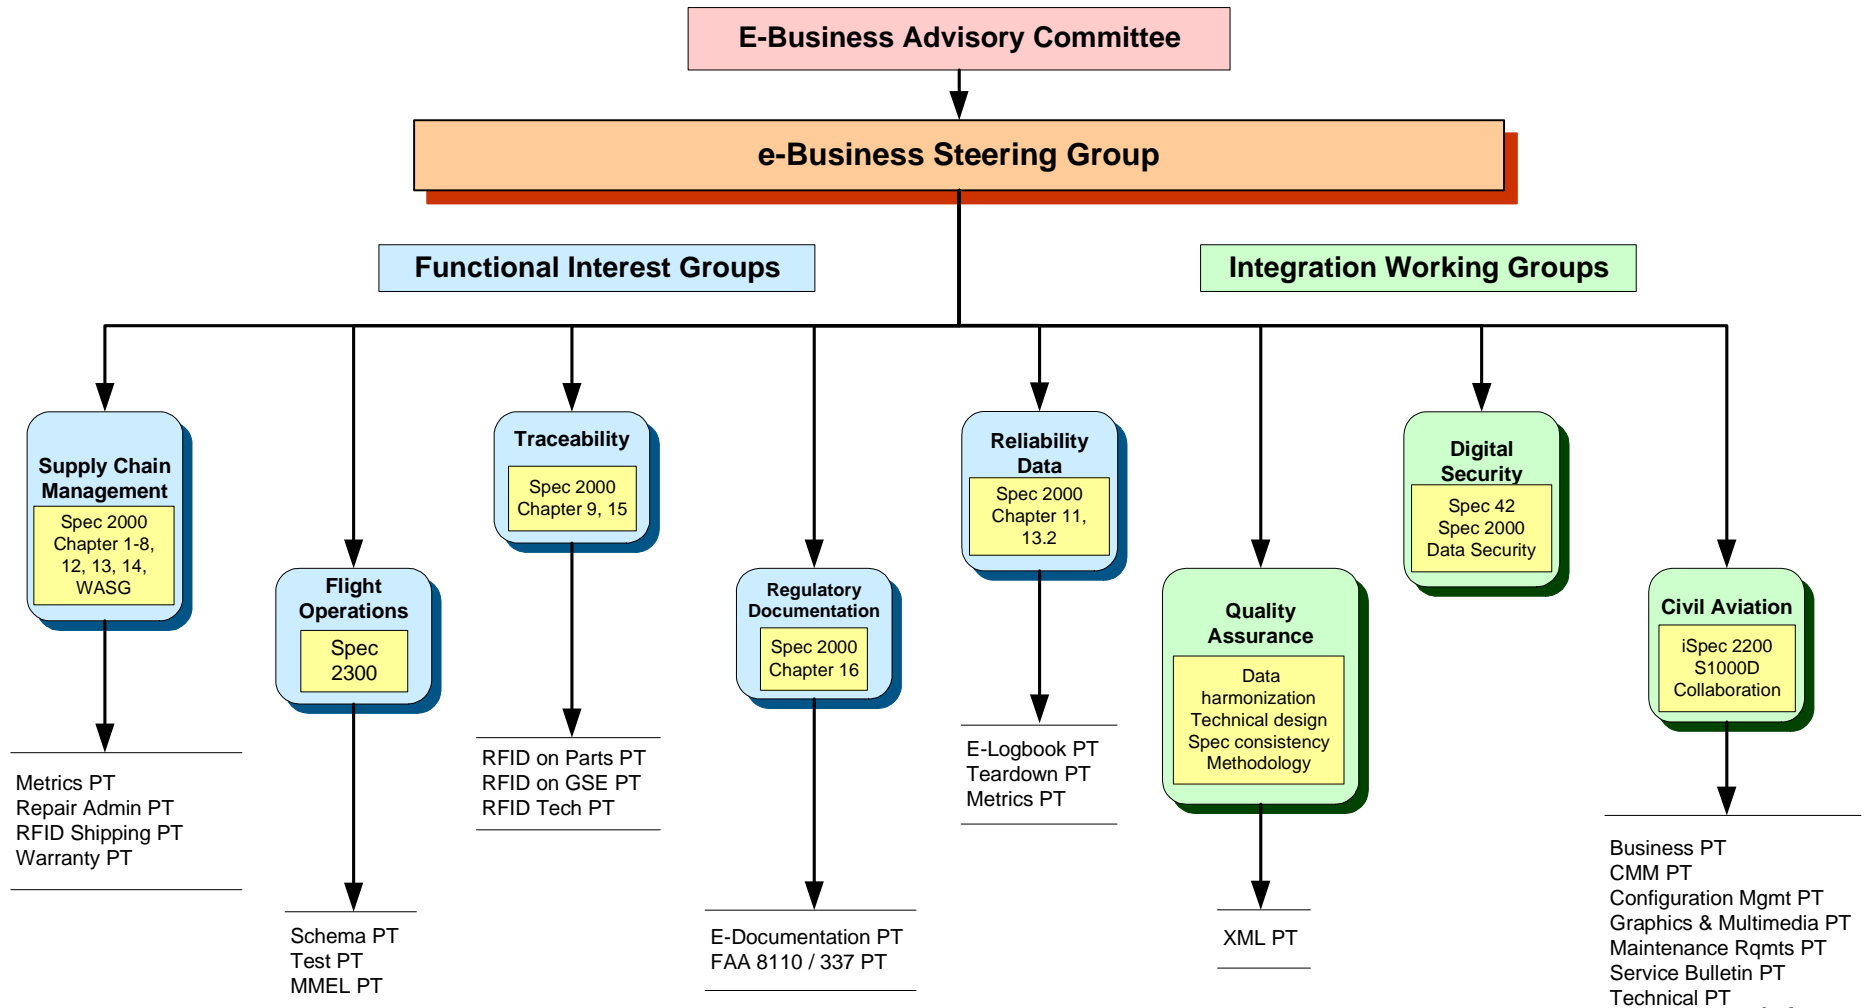 E-Business Advisory Committee
e-Business Steering Group
Functional Interest Groups
Integration Working Groups
Supply Chain
Management
Spec 2000
Chapter 1-8,
12, 13, 14,
WASG
Metrics PT
Repair Admin PT
RFID Shipping PT
Warranty PT
Flight
Operations
Spec
2300
Schema PT
Test PT
MMEL PT
Traceability
Spec 2000
Chapter 9, 15
RFID on Parts PT
RFID on GSE PT
RFID Tech PT
Regulatory
Documentation
Spec 2000
Chapter 16
E-Documentation PT
FAA 8110 / 337 PT
Reliability
Data
Spec 2000
Chapter 11,
13.2
E-Logbook PT
Teardown PT
Metrics PT
Quality
Assurance
Data
harmonization
Technical design
Spec consistency
Methodology
XML PT
Digital
Security
Spec 42
Spec 2000
Data Security
Civil Aviation
iSpec 2200
S1000D
Collaboration
Business PT
CMM PT
Configuration Mgmt PT
Graphics & Multimedia PT
Maintenance Rqmts PT
Service Bulletin PT
Technical PT